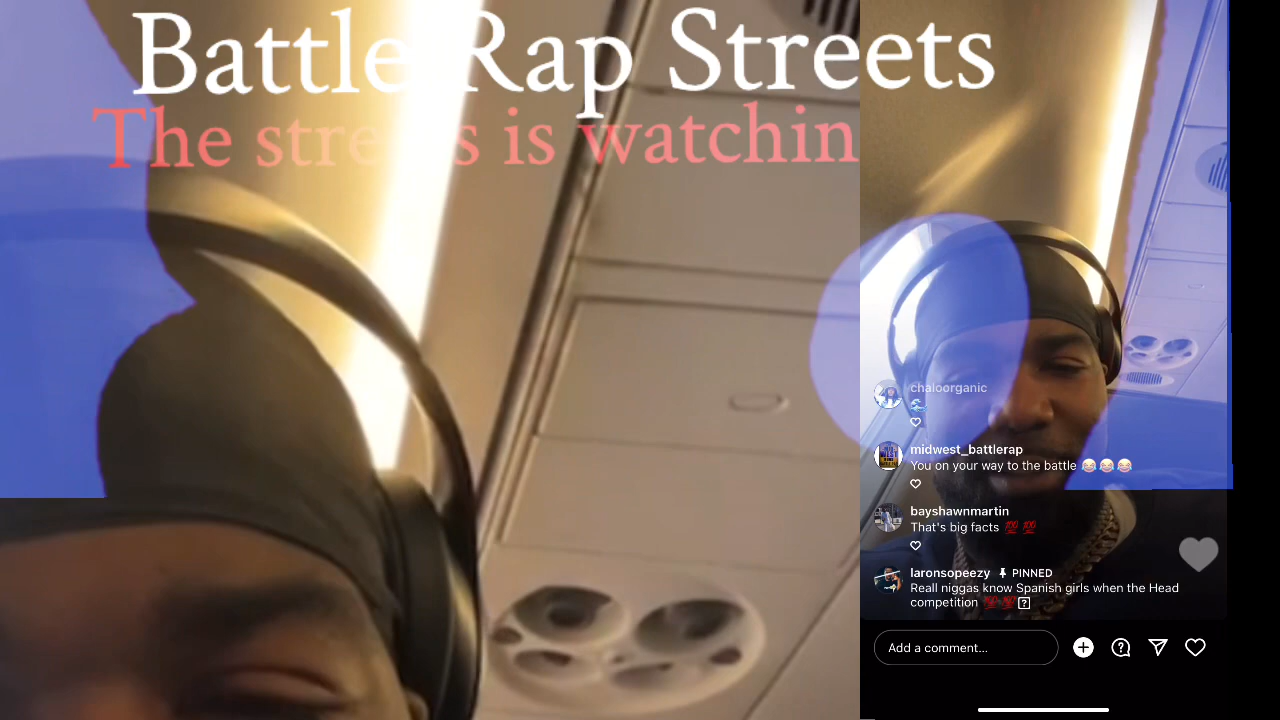 Battle Rap Streets
The streets is watchin
chaloorganic
midwest_battlerap
You on your way to the battle 😂😂😂
bayshawnmartin
That's big facts 💯💯
laronsopeezy PINNED
Reall niggas know Spanish girls when the Head
competition 💯💯⍰
Add a comment...